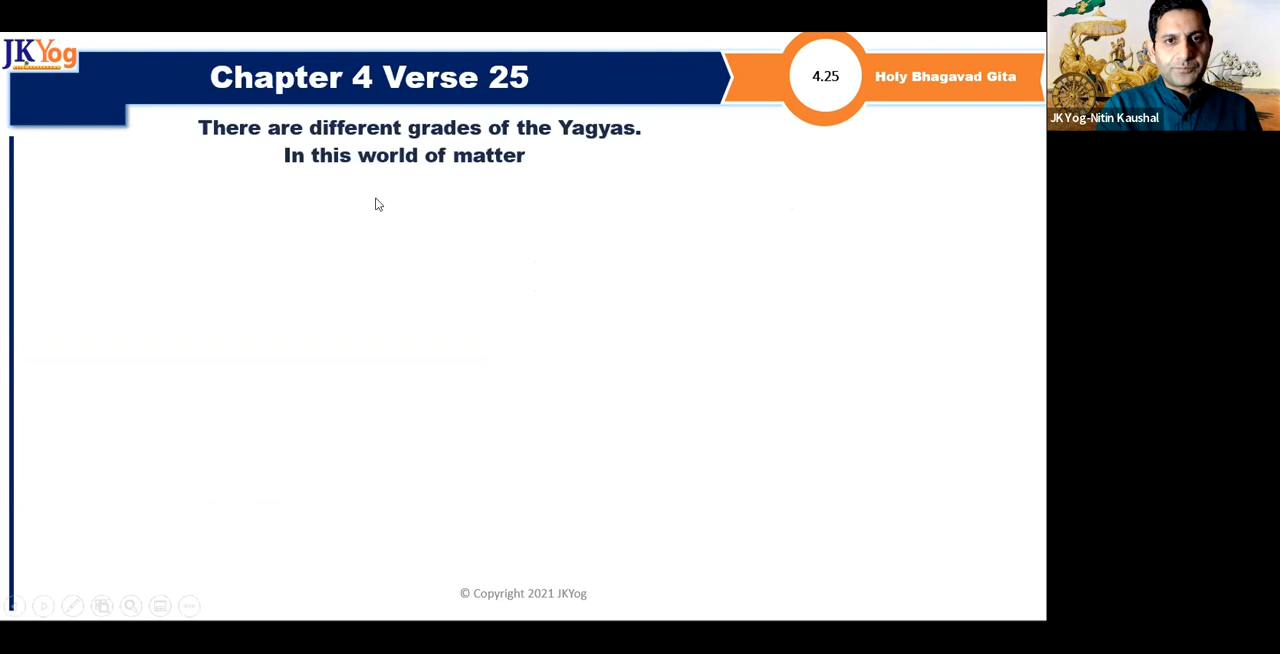 JKYog
Chapter 4 Verse 25
4.25
Holy Bhagavad Gita
JKYog-Nitin Kaushal
There are different grades of the Yagyas.
In this world of matter
© Copyright 2021 JKYog